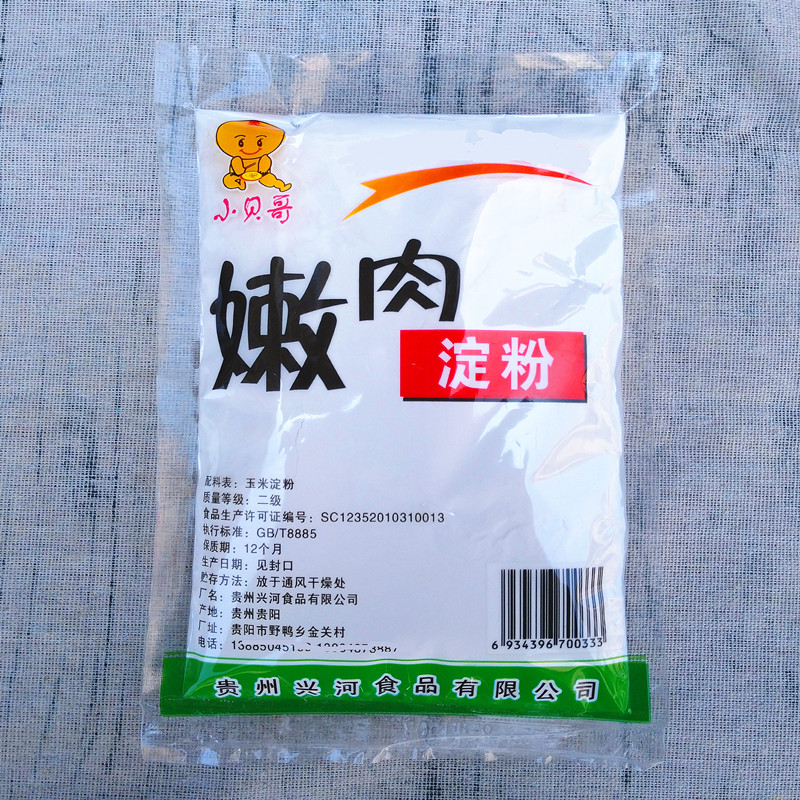 小贝哥
嫩肉
淀粉
配料表：玉米淀粉
质量等级：二级
食品生产许可证编号：SC12352010310013
执行标准：GB/T8885
保质期：12个月
生产日期：见封口
贮存方法：放于通风干燥处
厂名：贵州兴河食品有限公司
产地：贵州贵阳
厂址：贵阳市野鸭乡金关村
电话：
6 934396 700333
贵州兴河食品有限公司